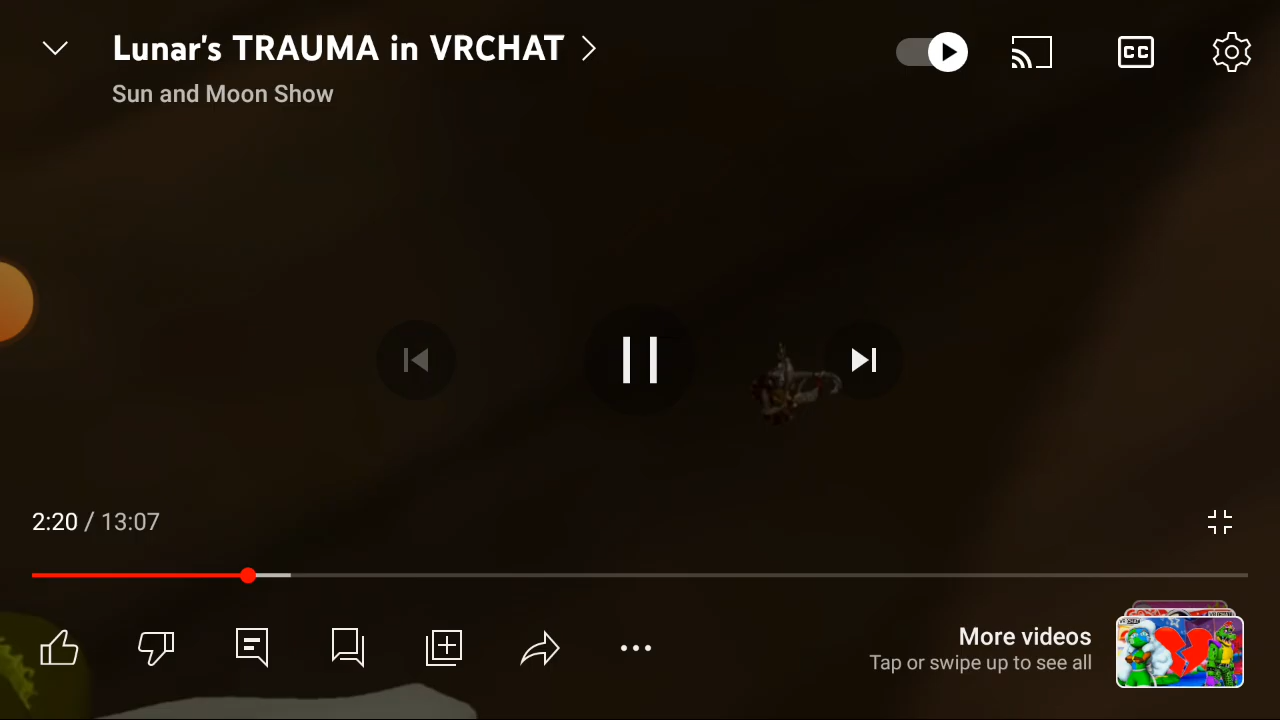 Lunar's TRAUMA in VRCHAT
Sun and Moon Show
CC
2:20 / 13:07
More videos
Tap or swipe up to see all